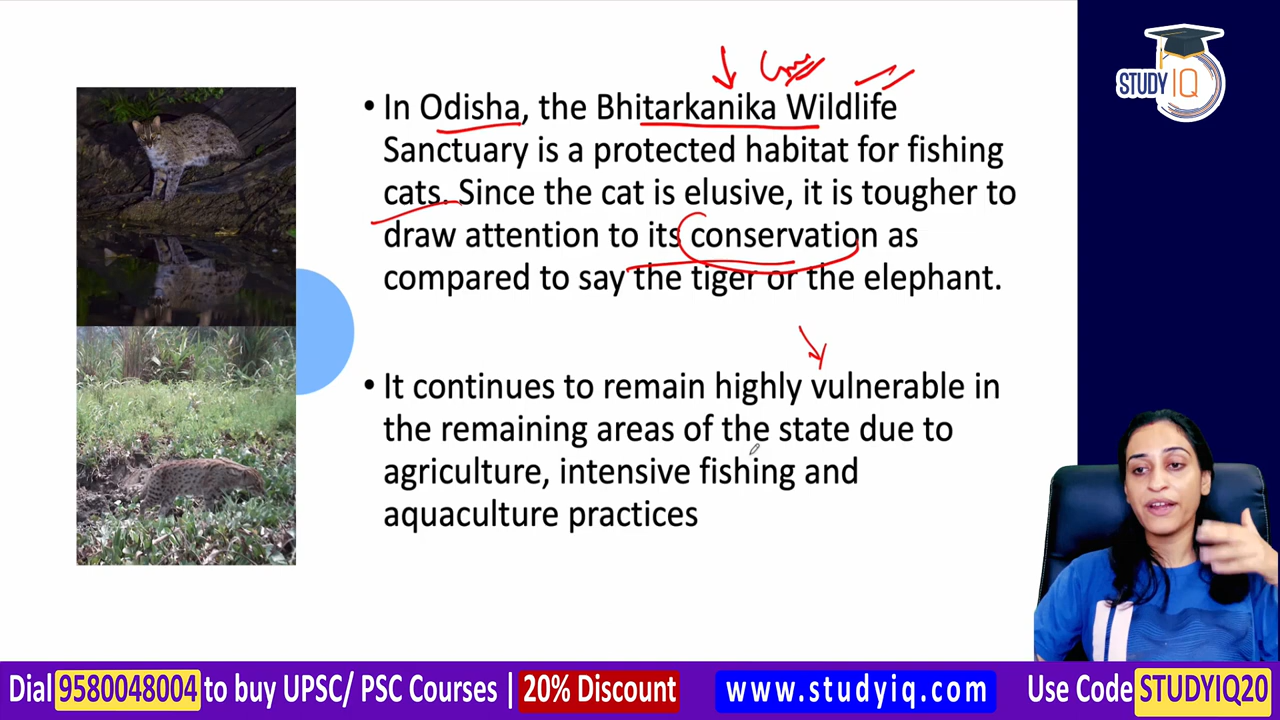 STUDY IQ
• In Odisha, the Bhitarkanika Wildlife
Sanctuary is a protected habitat for fishing
cats. Since the cat is elusive, it is tougher to
draw attention to its conservation as
compared to say the tiger or the elephant.
• It continues to remain highly vulnerable in
the remaining areas of the state due to
agriculture, intensive fishing and
aquaculture practices
Dial 9580048004 to buy UPSC/ PSC Courses | 20% Discount www.studyiq.com Use Code STUDYIQ20